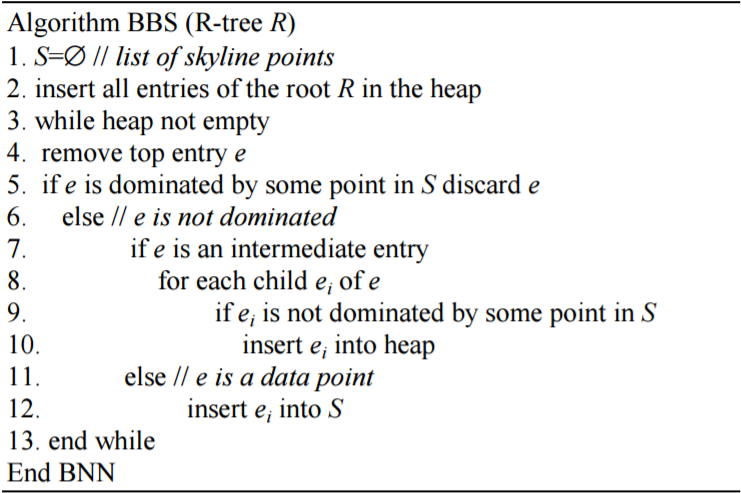 Algorithm BBS (R-tree R)
1. S=∅ // list of skyline points
2. insert all entries of the root R in the heap
3. while heap not empty
4. remove top entry e
5. if e is dominated by some point in S discard e
6. else // e is not dominated
7. if e is an intermediate entry
8. for each child eᵢ of e
9. if eᵢ is not dominated by some point in S
10. insert eᵢ into heap
11. else // e is a data point
12. insert eᵢ into S
13. end while
End BNN